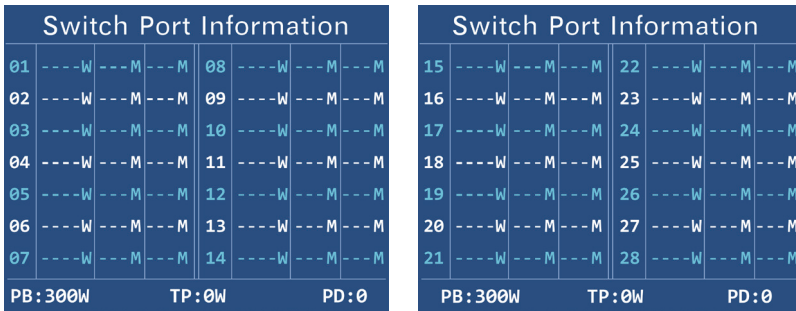 Switch Port Information
01 ----W ---M ---M 08 ----W ---M ---M
02 ----W ---M ---M 09 ----W ---M ---M
03 ----W ---M ---M 10 ----W ---M ---M
04 ----W ---M ---M 11 ----W ---M ---M
05 ----W ---M ---M 12 ----W ---M ---M
06 ----W ---M ---M 13 ----W ---M ---M
07 ----W ---M ---M 14 ----W ---M ---M
PB:300W TP:0W PD:0
Switch Port Information
15 ----W ---M ---M 22 ----W ---M ---M
16 ----W ---M ---M 23 ----W ---M ---M
17 ----W ---M ---M 24 ----W ---M ---M
18 ----W ---M ---M 25 ----W ---M ---M
19 ----W ---M ---M 26 ----W ---M ---M
20 ----W ---M ---M 27 ----W ---M ---M
21 ----W ---M ---M 28 ----W ---M ---M
PB:300W TP:0W PD:0